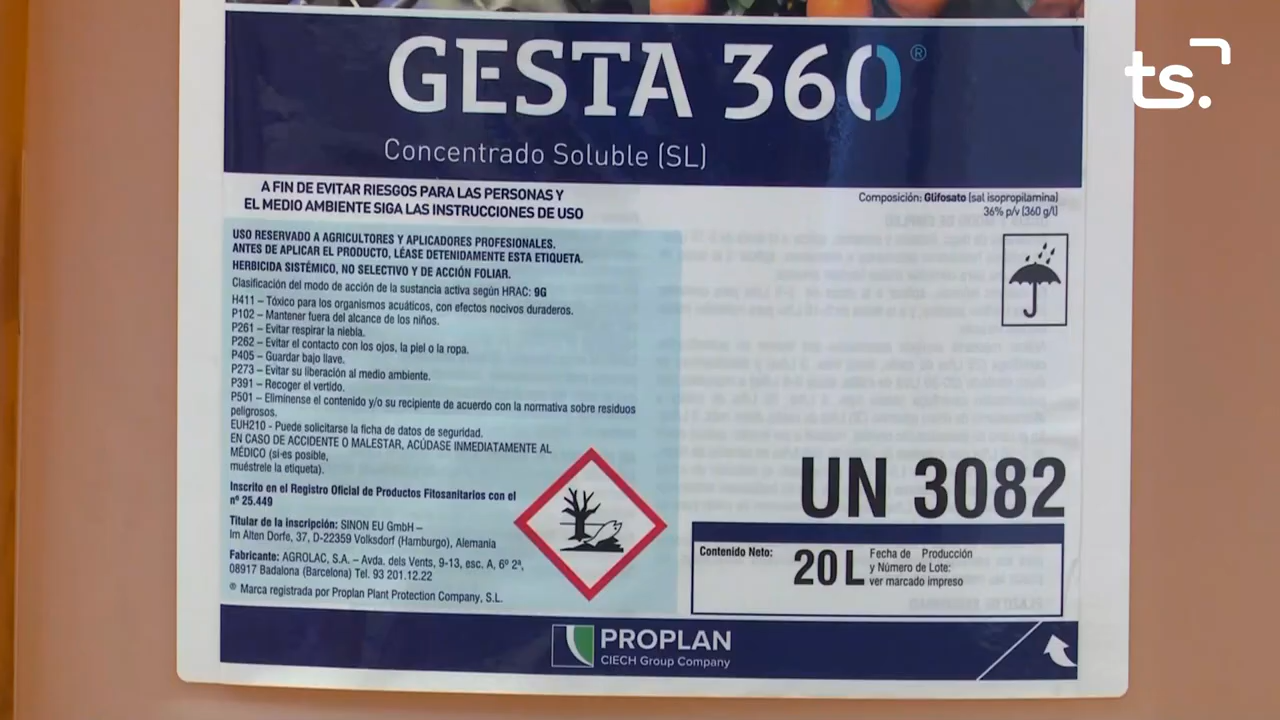 ts.
GESTA 360®
Concentrado Soluble (SL)
A FIN DE EVITAR RIESGOS PARA LAS PERSONAS Y
EL MEDIO AMBIENTE SIGA LAS INSTRUCCIONES DE USO
Composición: Glifosato (sal isopropilamina)
36% p/v (360 g/l)
USO RESERVADO A AGRICULTORES Y APLICADORES PROFESIONALES.
ANTES DE APLICAR EL PRODUCTO, LÉASE DETENIDAMENTE ESTA ETIQUETA.
HERBICIDA SISTÉMICO, NO SELECTIVO Y DE ACCIÓN FOLIAR.
Clasificación del modo de acción de la sustancia activa según HRAC: 9G
H411 – Tóxico para los organismos acuáticos, con efectos nocivos duraderos.
P102 – Mantener fuera del alcance de los niños.
P261 – Evitar respirar la niebla.
P262 – Evitar el contacto con los ojos, la piel o la ropa.
P405 – Guardar bajo llave.
P273 – Evitar su liberación al medio ambiente.
P391 – Recoger el vertido.
P501 – Elimínense el contenido y/o su recipiente de acuerdo con la normativa sobre residuos
peligrosos.
EUH210 - Puede solicitarse la ficha de datos de seguridad.
EN CASO DE ACCIDENTE O MALESTAR, ACÚDASE INMEDIATAMENTE AL
MÉDICO (si es posible,
muéstrele la etiqueta).
Inscrito en el Registro Oficial de Productos Fitosanitarios con el
nº 25.449
Titular de la inscripción: SINON EU GmbH –
Im Alten Dorfe, 37, D-22359 Volksdorf (Hamburgo), Alemania
Fabricante: AGROLAC, S.A. – Avda. dels Vents, 9-13, esc. A, 6º 2ª,
08917 Badalona (Barcelona) Tel. 93 201.12.22
® Marca registrada por Proplan Plant Protection Company, S.L.
UN 3082
Contenido Neto: 20 L
Fecha de Producción
y Número de Lote:
ver marcado impreso
PROPLAN
CIECH Group Company